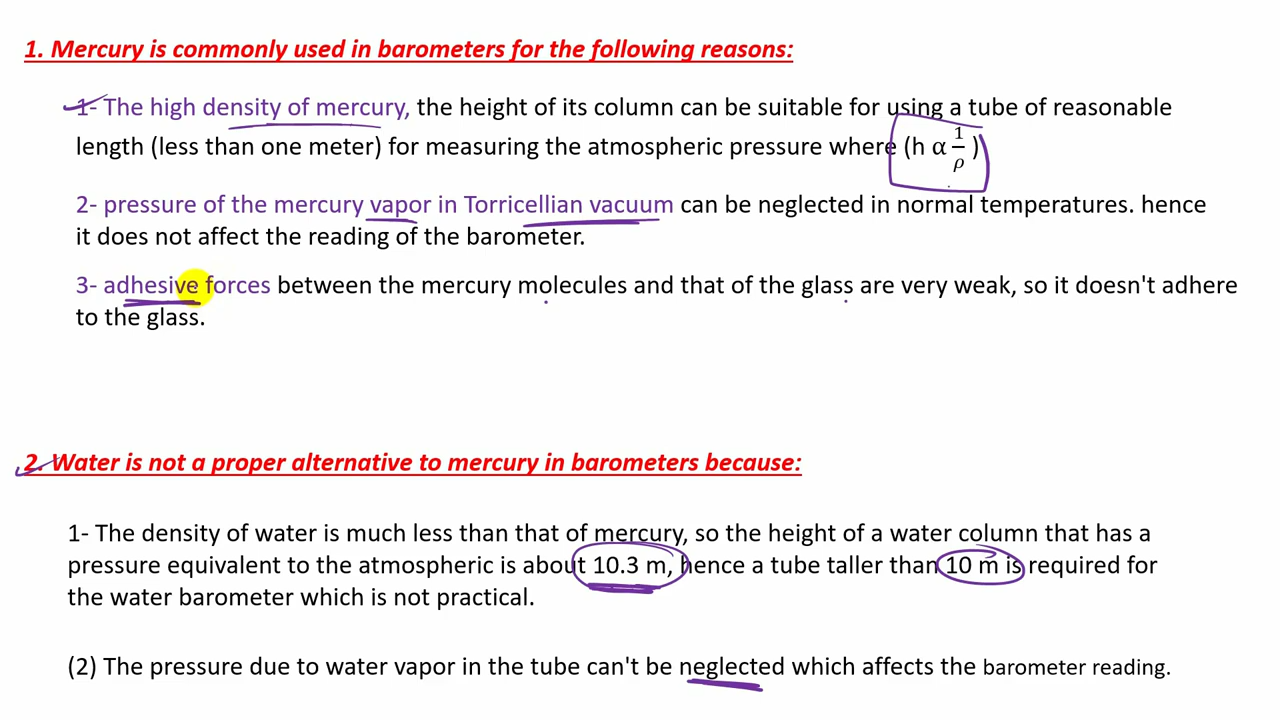 1. Mercury is commonly used in barometers for the following reasons:
1- The high density of mercury, the height of its column can be suitable for using a tube of reasonable
length (less than one meter) for measuring the atmospheric pressure where (h α 1/ρ)
2- pressure of the mercury vapor in Torricellian vacuum can be neglected in normal temperatures. hence
it does not affect the reading of the barometer.
3- adhesive forces between the mercury molecules and that of the glass are very weak, so it doesn't adhere
to the glass.
2. Water is not a proper alternative to mercury in barometers because:
1- The density of water is much less than that of mercury, so the height of a water column that has a
pressure equivalent to the atmospheric is about 10.3 m, hence a tube taller than 10 m is required for
the water barometer which is not practical.
(2) The pressure due to water vapor in the tube can't be neglected which affects the barometer reading.